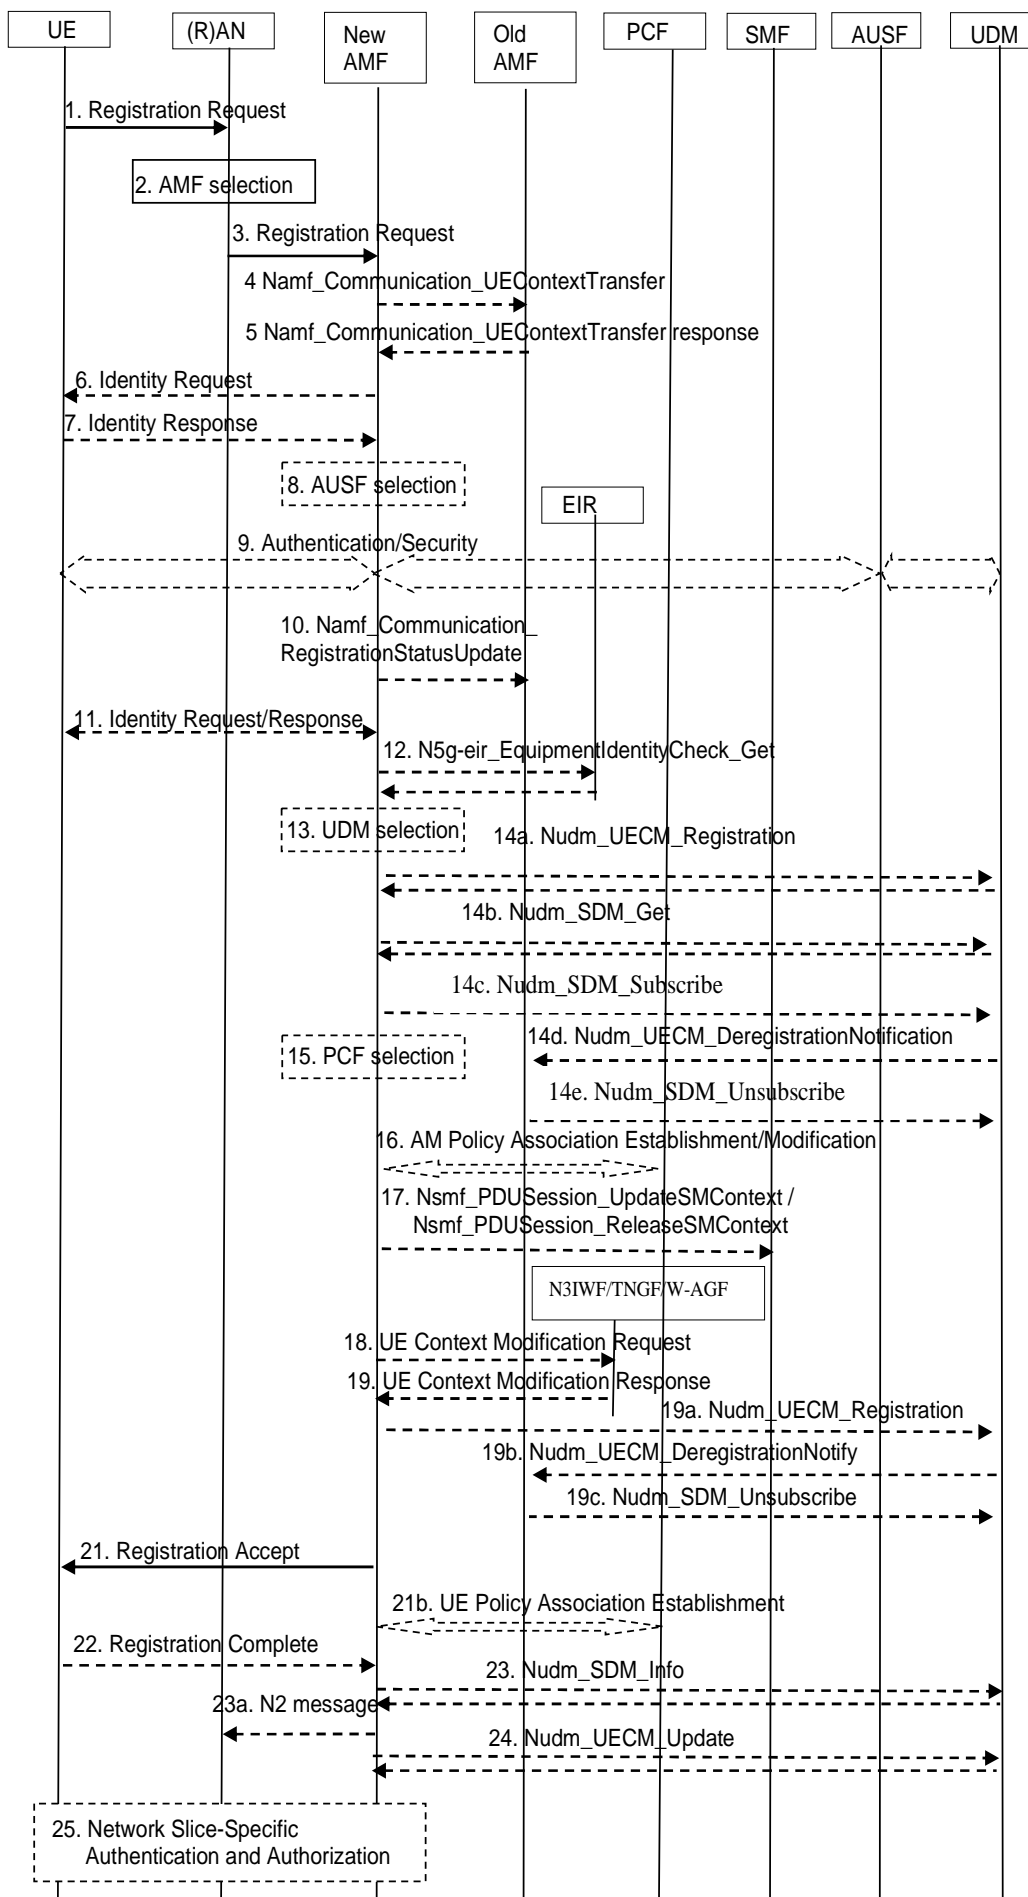 UE
(R)AN
New
AMF
Old
AMF
PCF
SMF
AUSF
UDM
1. Registration Request
2. AMF selection
3. Registration Request
4 Namf_Communication_UEContextTransfer
5 Namf_Communication_UEContextTransfer response
6. Identity Request
7. Identity Response
8. AUSF selection
EIR
9. Authentication/Security
10. Namf_Communication_
RegistrationStatusUpdate
11. Identity Request/Response
12. N5g-eir_EquipmentIdentityCheck_Get
13. UDM selection
14a. Nudm_UECM_Registration
14b. Nudm_SDM_Get
14c. Nudm_SDM_Subscribe
14d. Nudm_UECM_DeregistrationNotification
15. PCF selection
14e. Nudm_SDM_Unsubscribe
16. AM Policy Association Establishment/Modification
17. Nsmf_PDUSession_UpdateSMContext /
Nsmf_PDUSession_ReleaseSMContext
N3IWF/TNGF/W-AGF
18. UE Context Modification Request
19. UE Context Modification Response
19a. Nudm_UECM_Registration
19b. Nudm_UECM_DeregistrationNotify
19c. Nudm_SDM_Unsubscribe
21. Registration Accept
21b. UE Policy Association Establishment
22. Registration Complete
23. Nudm_SDM_Info
23a. N2 message
24. Nudm_UECM_Update
25. Network Slice-Specific
Authentication and Authorization